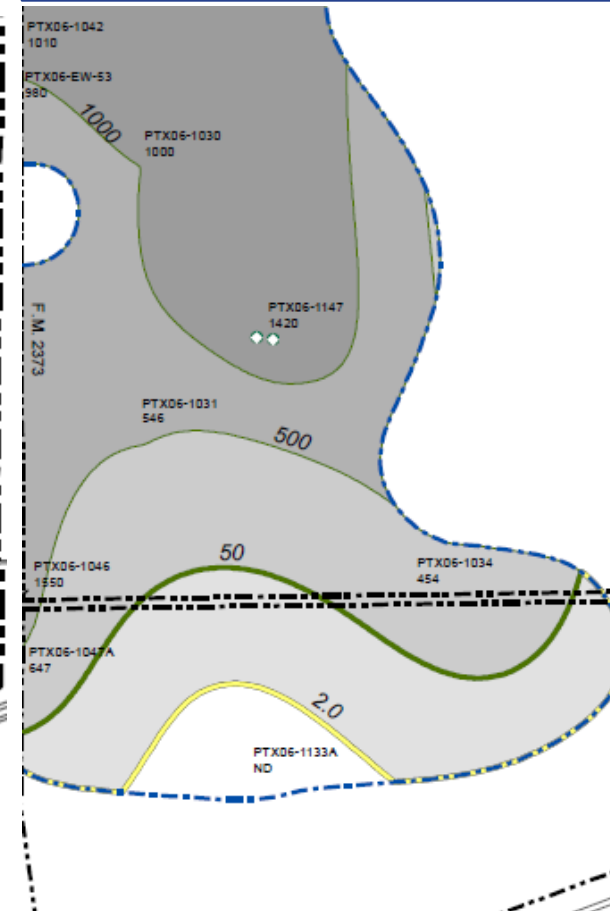 PTX06-1042
1010
PTX06-EW-53
980
1000
PTX06-1030
1000
PTX06-1147
1420
F.M. 2373
PTX06-1031
546
500
50
PTX06-1034
454
PTX06-1046
1550
PTX06-1047A
647
2.0
PTX06-1133A
ND